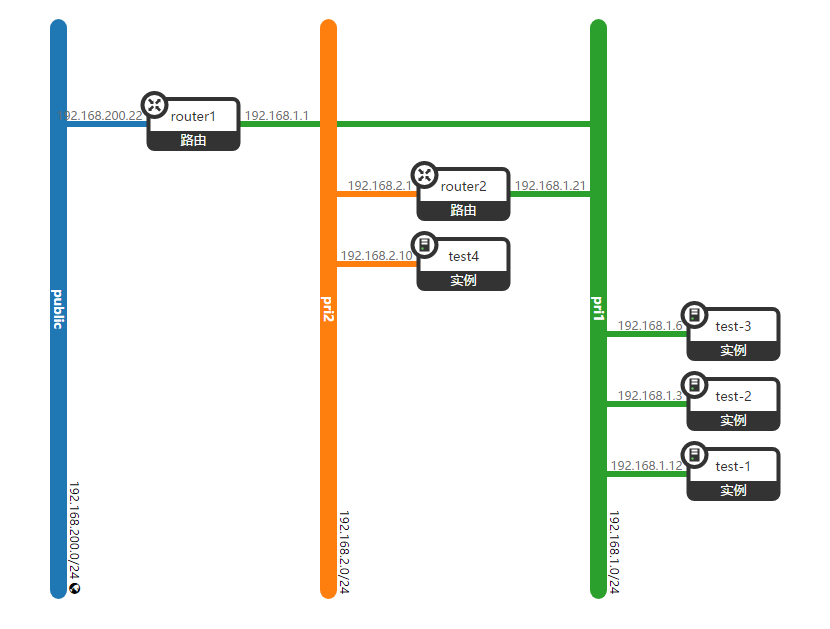 192.168.200.22
router1
路由
192.168.1.1
192.168.2.1
router2
路由
192.168.1.21
192.168.2.10
test4
实例
public
pri2
pri1
192.168.1.6
test-3
实例
192.168.1.3
test-2
实例
192.168.1.12
test-1
实例
192.168.200.0/24
192.168.2.0/24
192.168.1.0/24